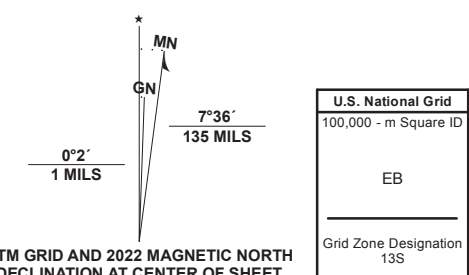 MN
GN
7°36´
135 MILS
0°2´
1 MILS
TM GRID AND 2022 MAGNETIC NORTH
DECLINATION AT CENTER OF SHEET
U.S. National Grid
100,000 - m Square ID
EB
Grid Zone Designation
13S